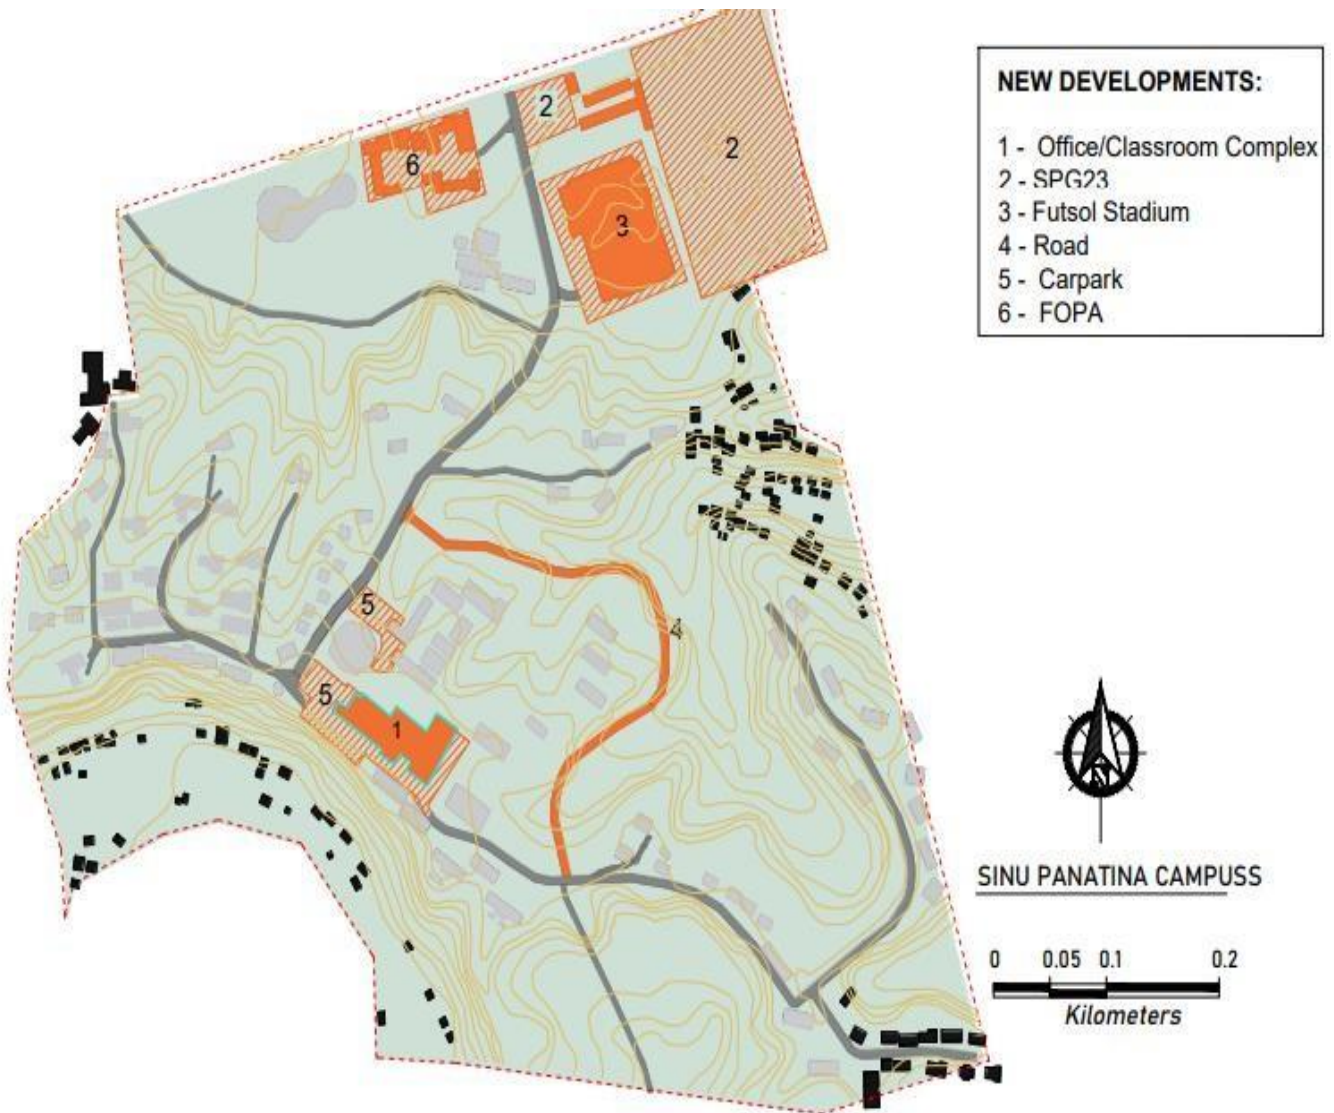 2
2
6
3
5
4
5
1
NEW DEVELOPMENTS:
1 - Office/Classroom Complex
2 - SPG23
3 - Futsol Stadium
4 - Road
5 - Carpark
6 - FOPA
N
SINU PANATINA CAMPUSS
0 0.05 0.1 0.2
Kilometers